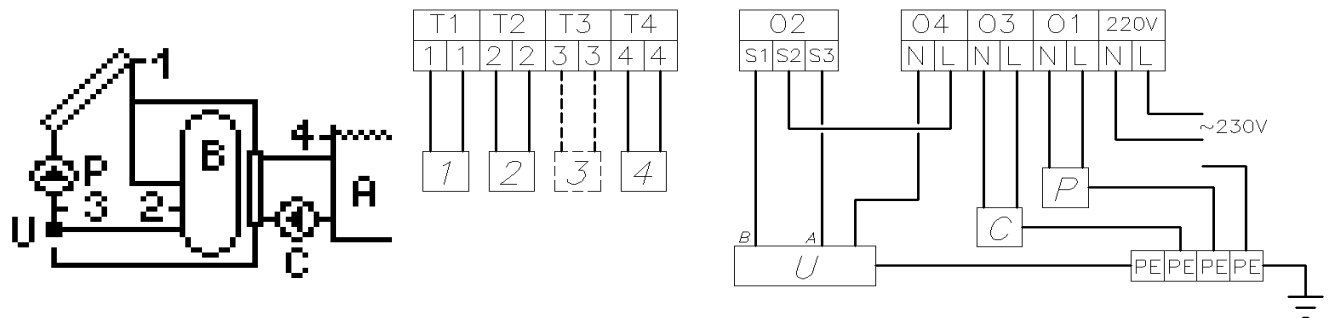 T1 T2 T3 T4
1 1 2 2 3 3 4 4
1 2 3 4
O2 O4 O3 O1 220V
S1 S2 S3 N L N L N L N L
~230V
P
C
B A
U
PE PE PE PE
1
4
B
P
A
3 2
U
C